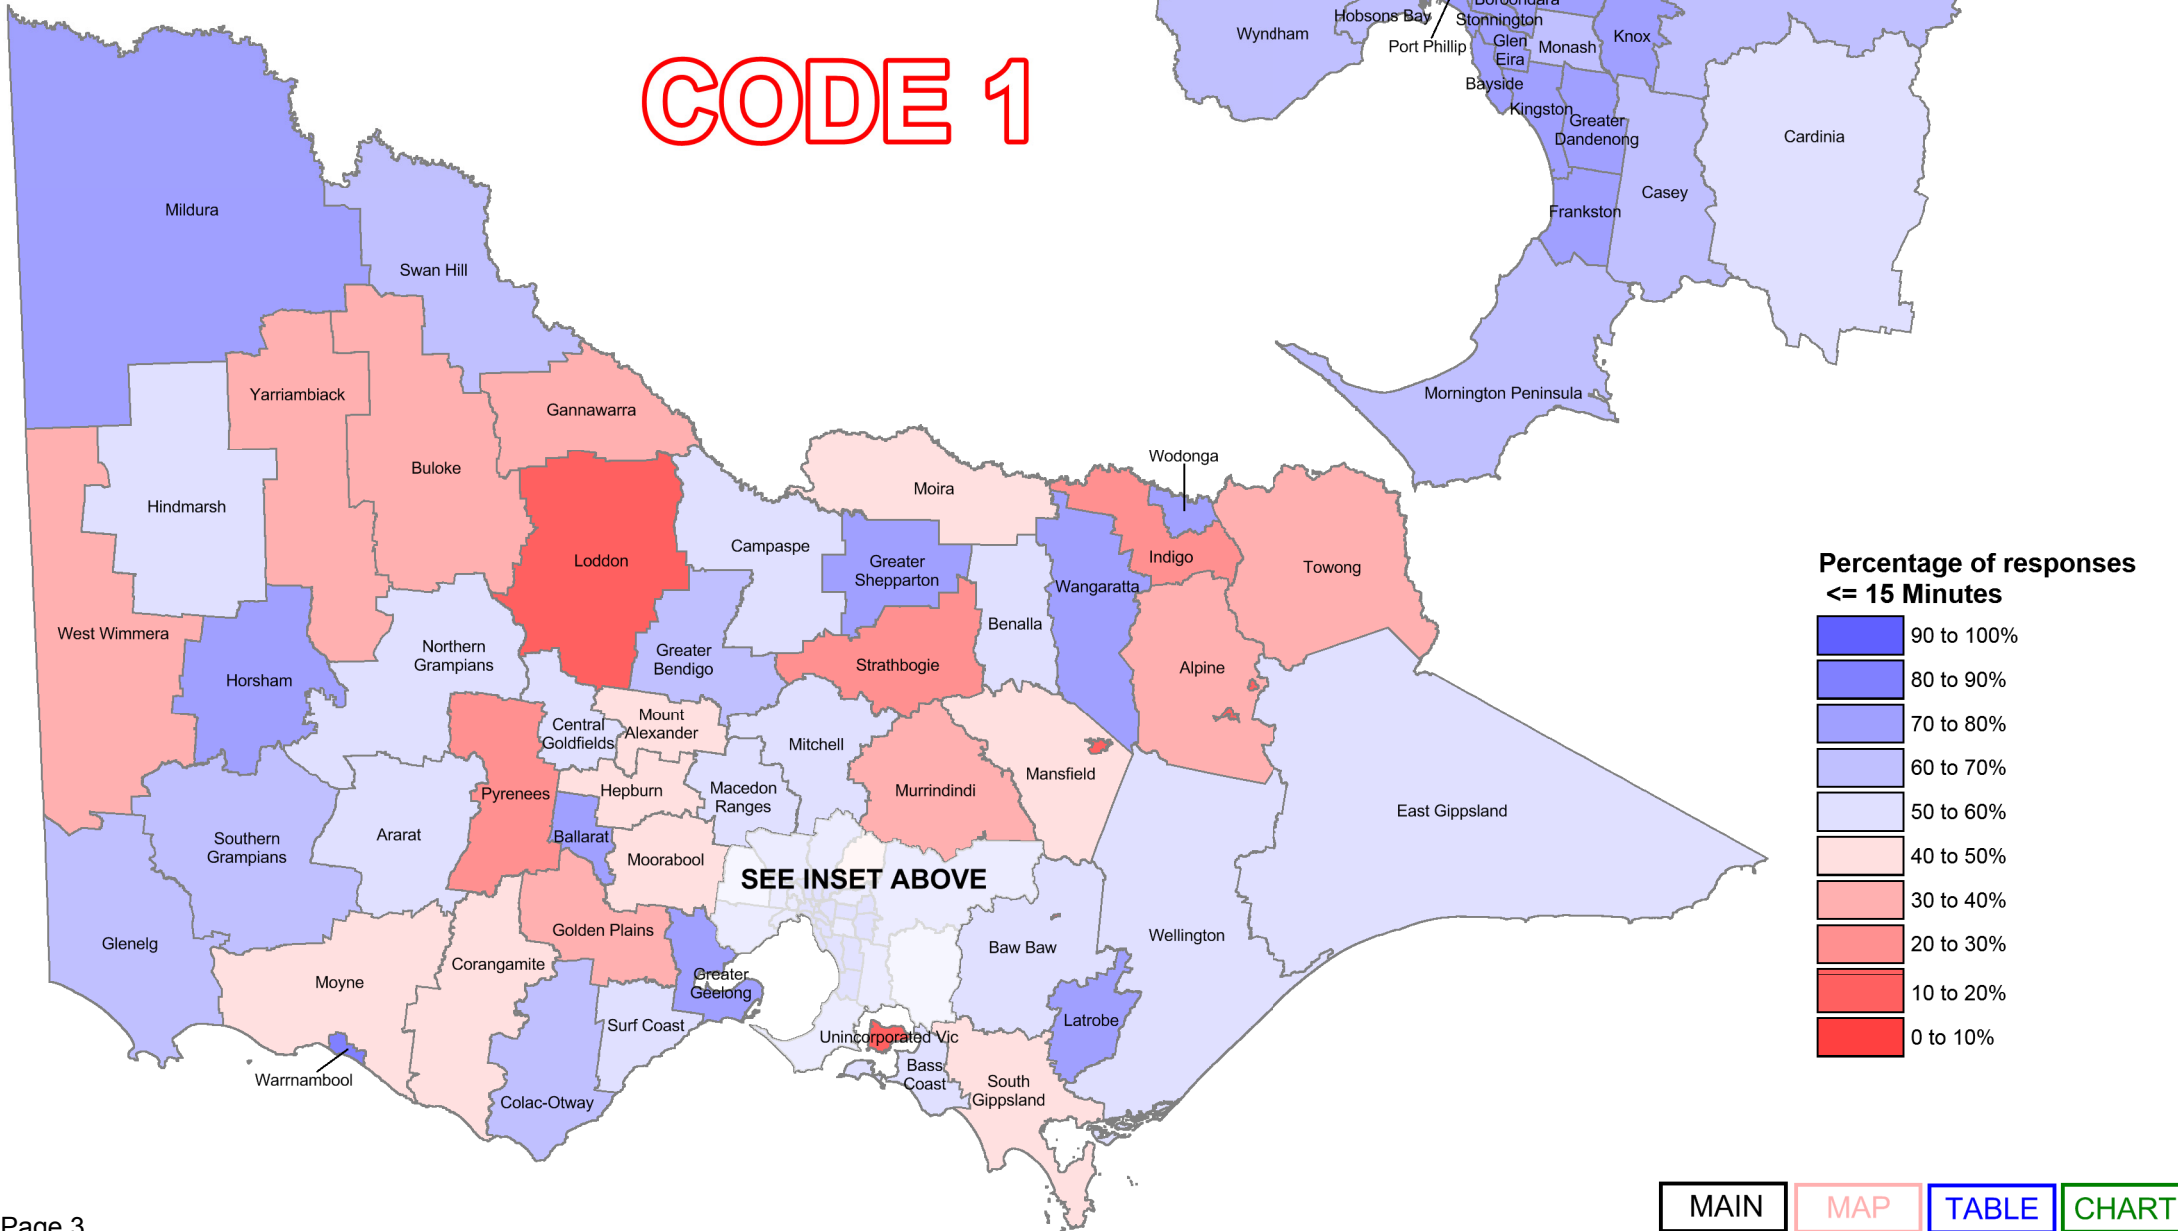 Boroondara
Hobsons Bay
Stonnington
Wyndham
Port Phillip
Glen
Eira
Monash
Knox
Bayside
Kingston
Greater
Dandenong
Cardinia
Casey
Frankston
Mornington Peninsula
CODE 1
Mildura
Swan Hill
Yarriambiack
Gannawarra
Buloke
Hindmarsh
Loddon
Campaspe
Moira
Wodonga
Greater
Shepparton
Indigo
Wangaratta
Towong
Benalla
West Wimmera
Northern
Grampians
Greater
Bendigo
Strathbogie
Alpine
Horsham
Central
Goldfields
Mount
Alexander
Mitchell
Mansfield
Pyrenees
Hepburn
Macedon
Ranges
Murrindindi
East Gippsland
Southern
Grampians
Ararat
Ballarat
Moorabool
SEE INSET ABOVE
Glenelg
Golden Plains
Corangamite
Moyne
Greater
Geelong
Baw Baw
Wellington
Surf Coast
Latrobe
Unincorporated Vic
Bass
Coast
South
Gippsland
Warrnambool
Colac-Otway
Percentage of responses
<= 15 Minutes
90 to 100%
80 to 90%
70 to 80%
60 to 70%
50 to 60%
40 to 50%
30 to 40%
20 to 30%
10 to 20%
0 to 10%
Page 3
MAIN
MAP
TABLE
CHART